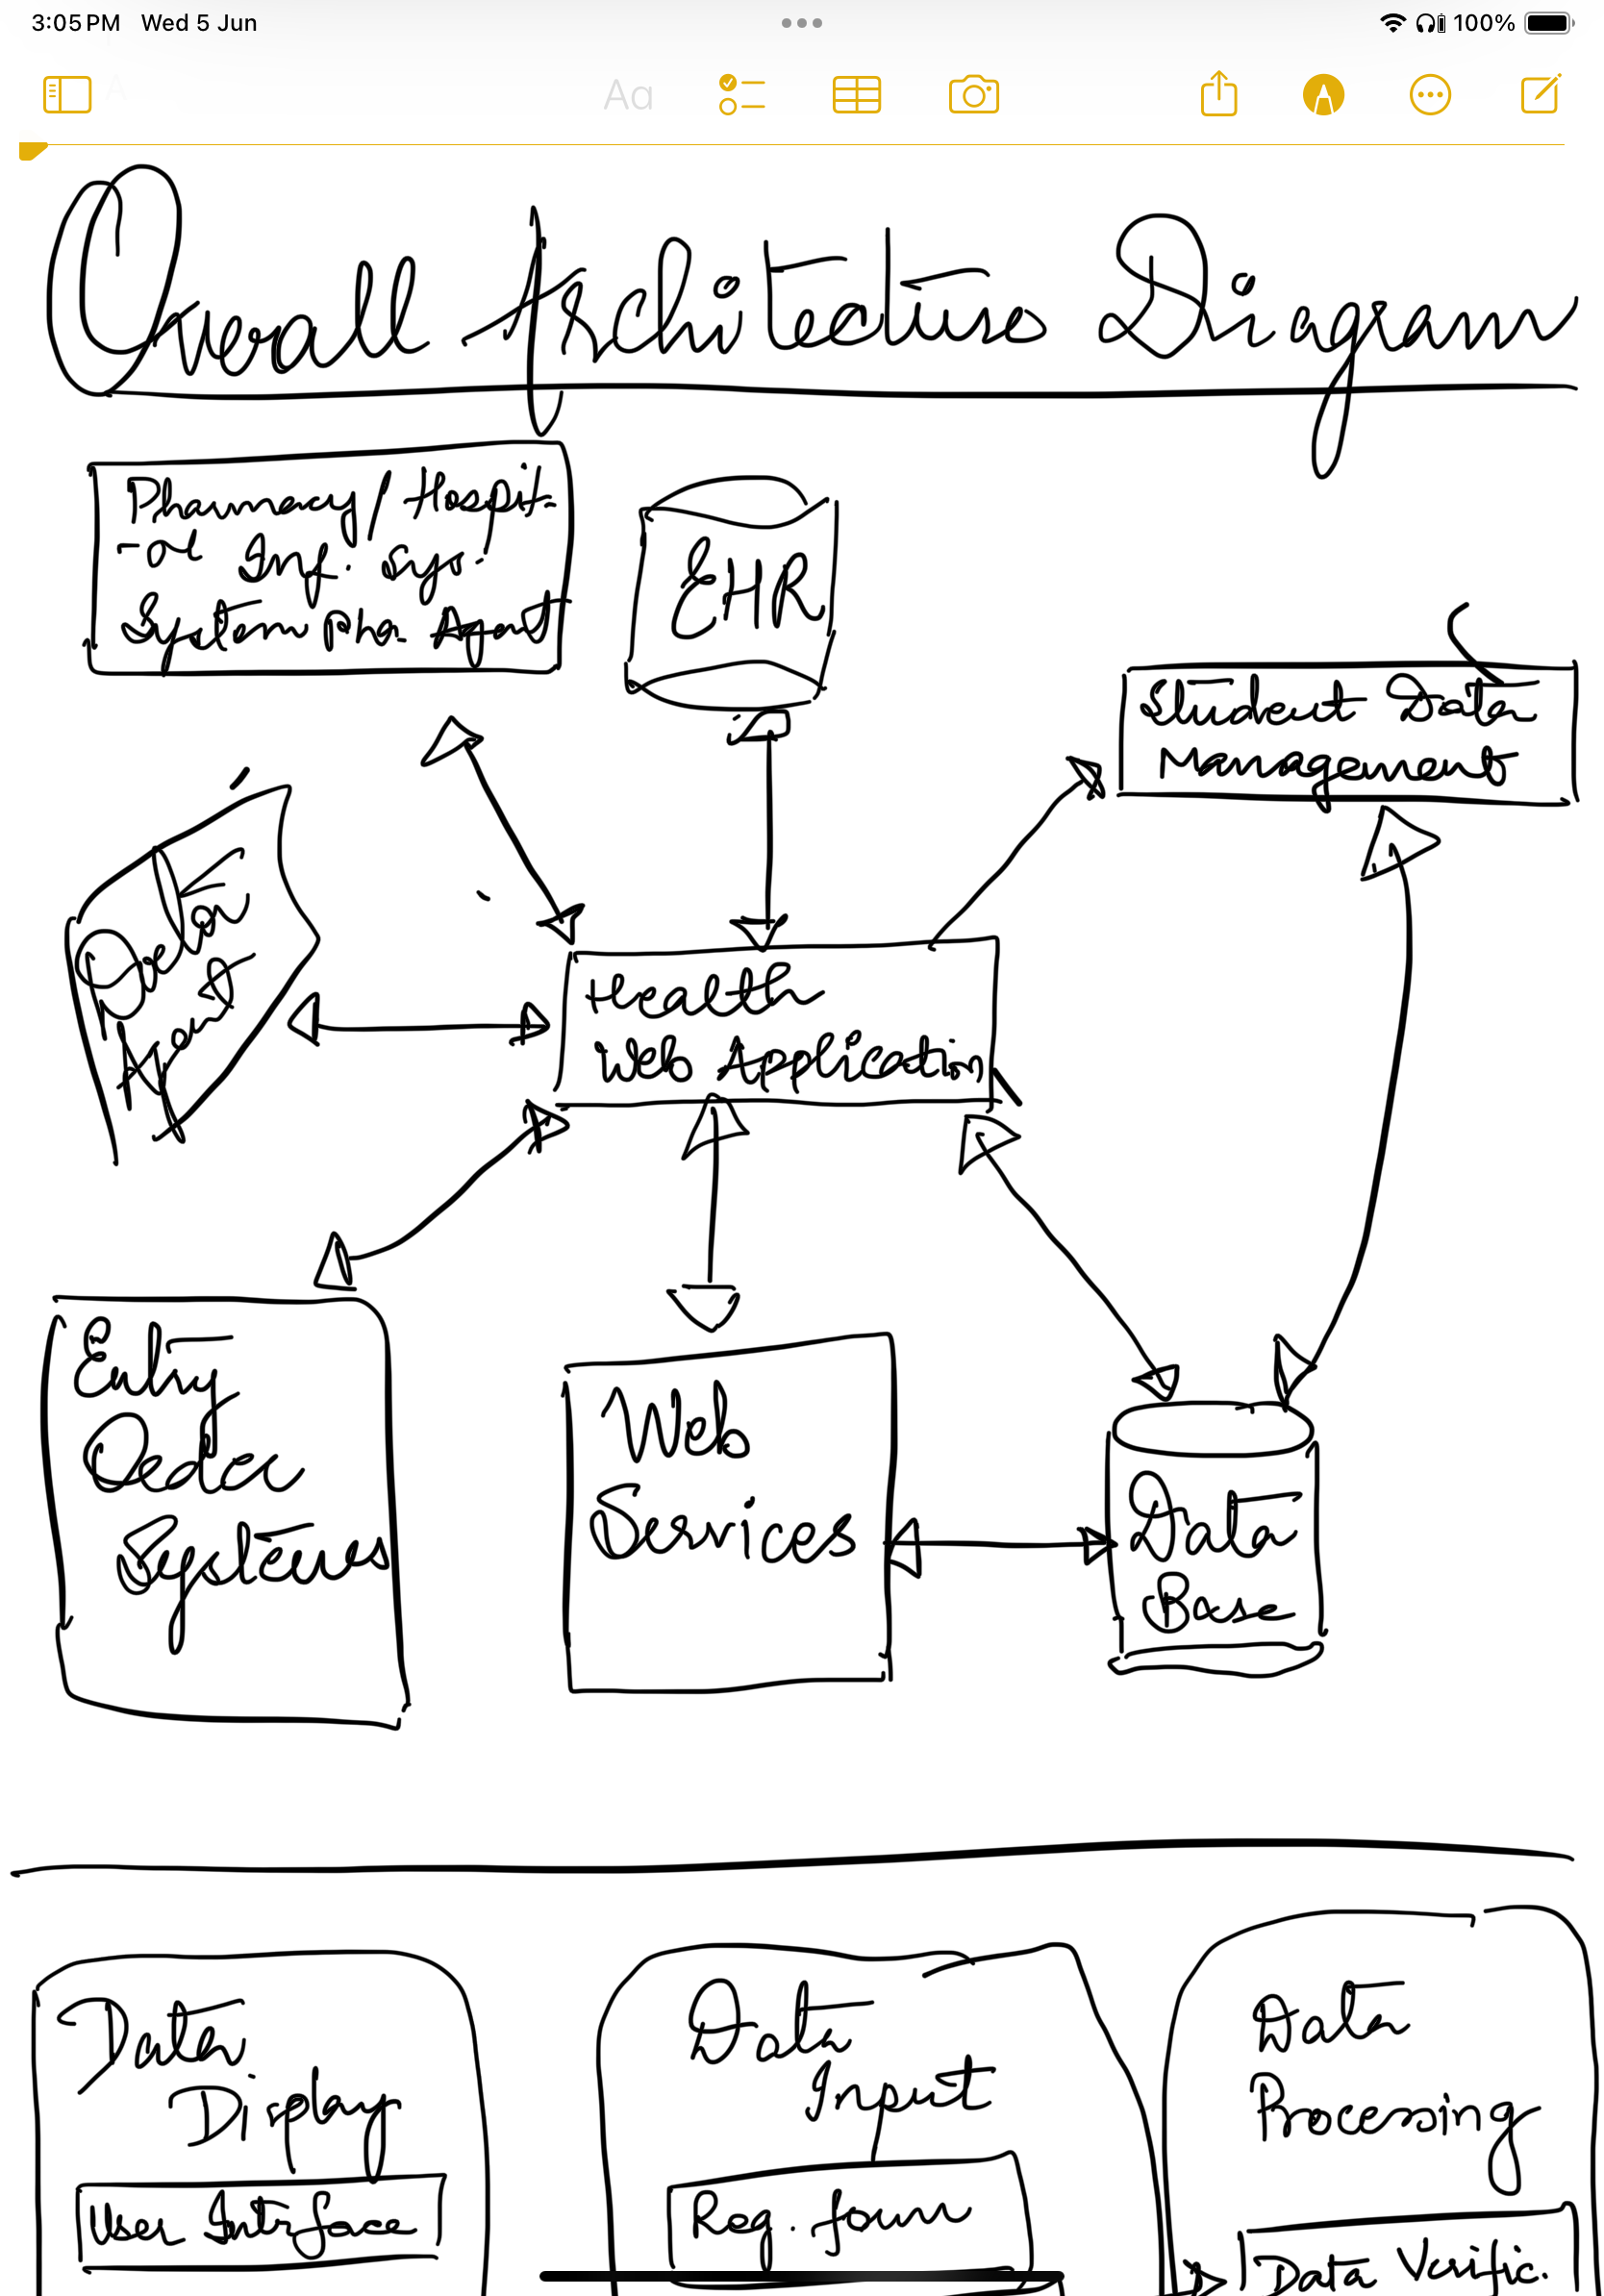 3:05 PM Wed 5 Jun
100%
Aa
Overall Architecture Diagram
Pharmacy/Hospit-
-al Inf. sys.
System pha. Agent
EHR
Student Data
Management
Data
Agent
Health
Web Application
Entry
Order
Systems
Web
Services
Data
Base
Data
Display
User Interface
Data
Input
Reg. form
Data
Processing
Data Verific.